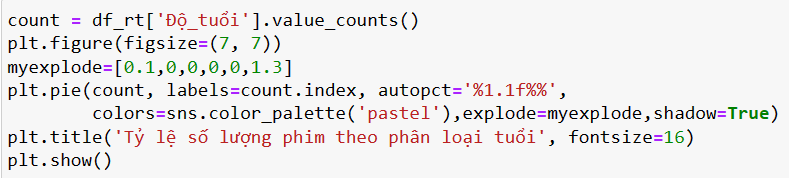 count = df_rt['Độ_tuổi'].value_counts()
plt.figure(figsize=(7, 7))
myexplode=[0.1,0,0,0,0,1.3]
plt.pie(count, labels=count.index, autopct='%1.1f%%',
        colors=sns.color_palette('pastel'),explode=myexplode,shadow=True)
plt.title('Tỷ lệ số lượng phim theo phân loại tuổi', fontsize=16)
plt.show()